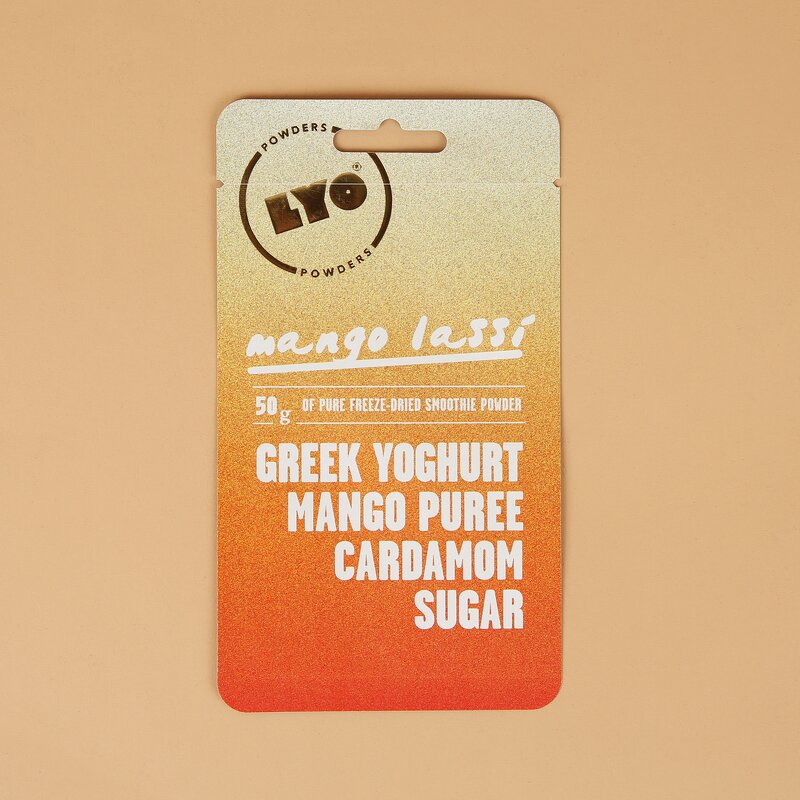 POWDERS
LYO®
POWDERS
mango lassi
50g OF PURE FREEZE-DRIED SMOOTHIE POWDER
GREEK YOGHURT
MANGO PUREE
CARDAMOM
SUGAR